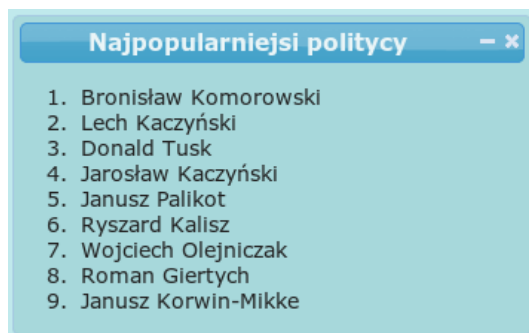 Najpopularniejsi politycy
1. Bronisław Komorowski
2. Lech Kaczyński
3. Donald Tusk
4. Jarosław Kaczyński
5. Janusz Palikot
6. Ryszard Kalisz
7. Wojciech Olejniczak
8. Roman Giertych
9. Janusz Korwin-Mikke